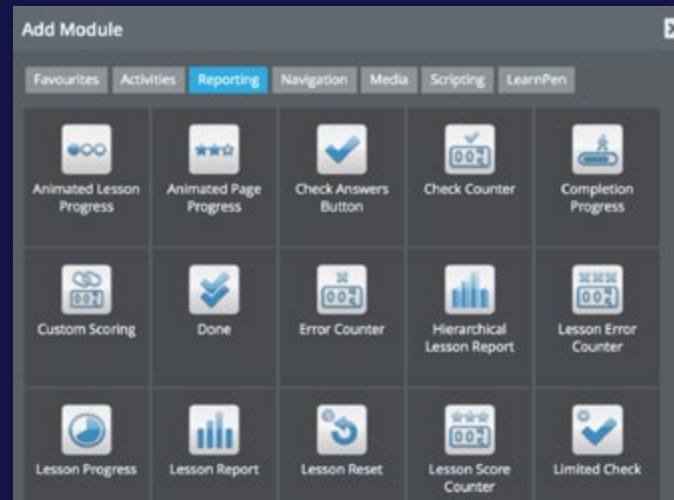 Add Module
Favourites Activities Reporting Navigation Media Scripting LearnPen
Animated Lesson
Progress
Animated Page
Progress
Check Answers
Button
Check Counter
Completion
Progress
Custom Scoring
Done
Error Counter
Hierarchical
Lesson Report
Lesson Error
Counter
Lesson Progress
Lesson Report
Lesson Reset
Lesson Score
Counter
Limited Check